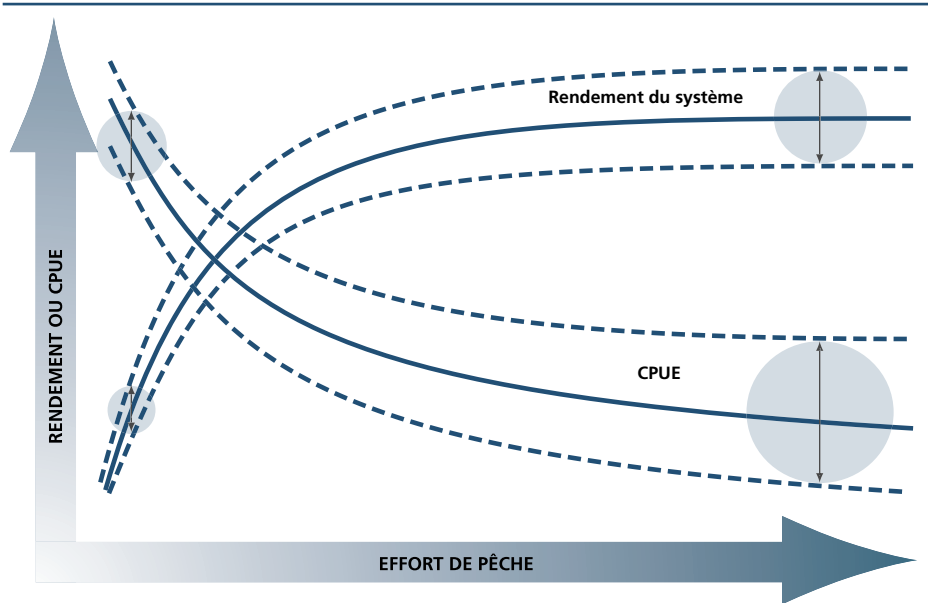 Rendement du système
RENDEMENT OU CPUE
CPUE
EFFORT DE PÊCHE